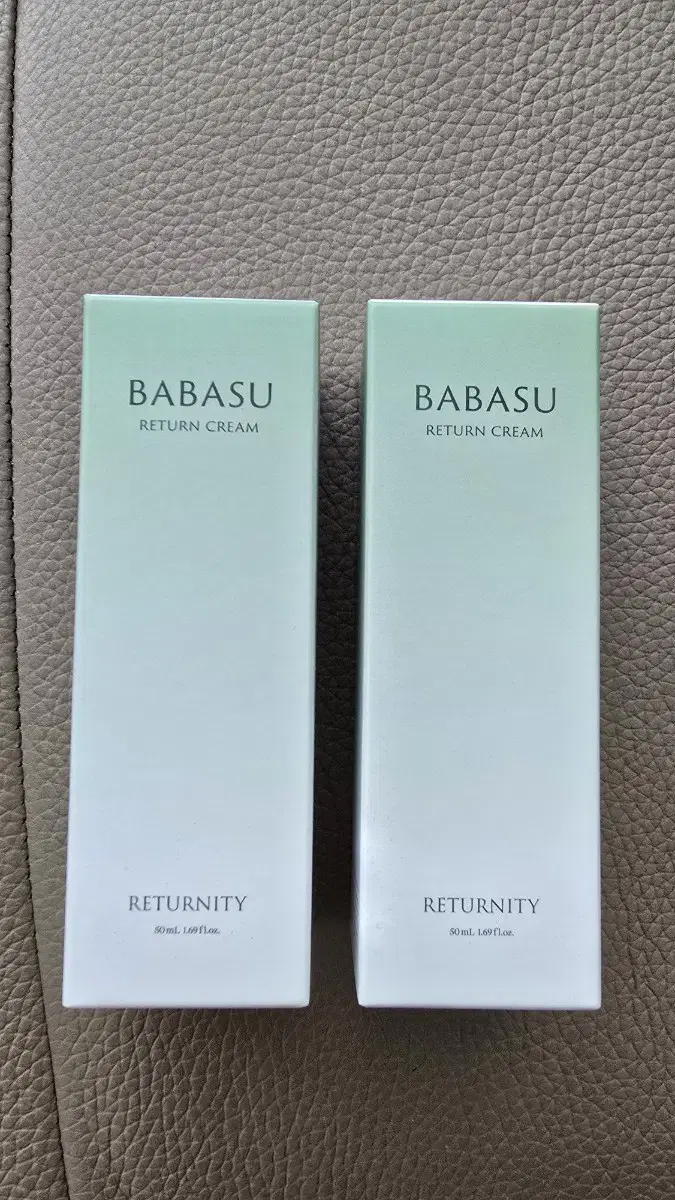 BABASU
RETURN CREAM
RETURNITY
50 mL 1.69 fl.oz.
BABASU
RETURN CREAM
RETURNITY
50 mL 1.69 fl.oz.